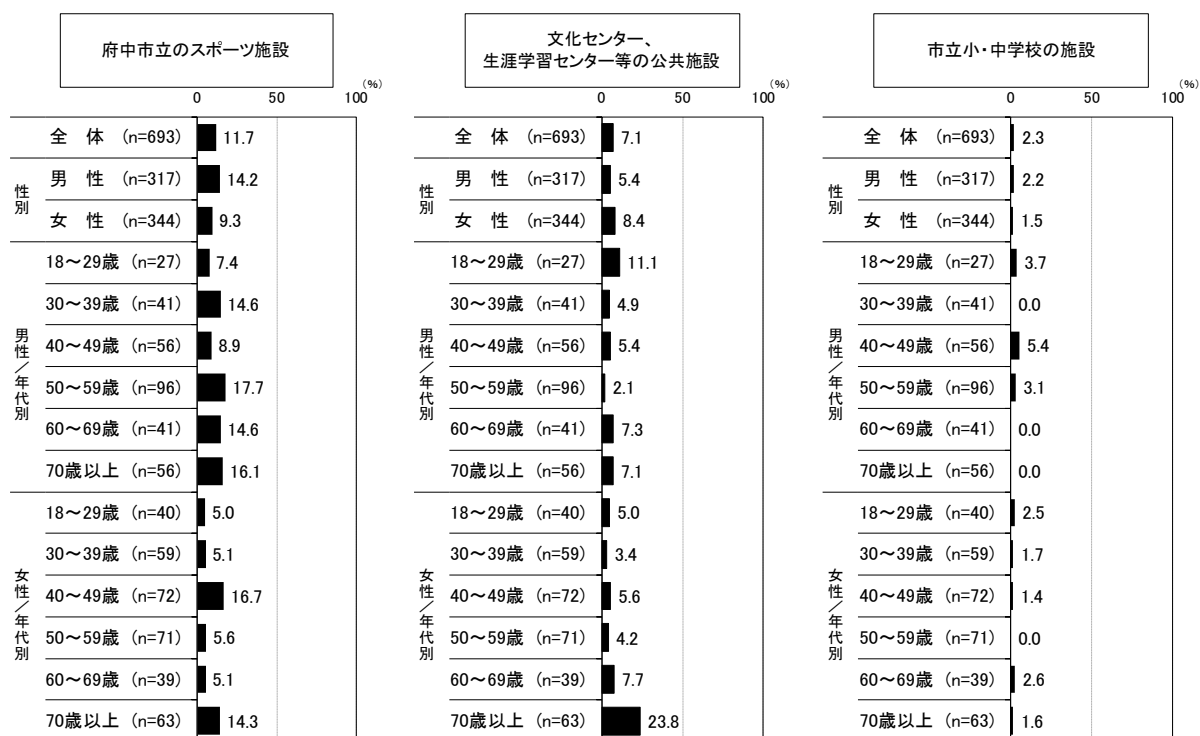 府中市立のスポーツ施設
(%)
0 50 100
全 体 (n=693) 11.7
性別
男 性 (n=317) 14.2
女 性 (n=344) 9.3
男性/年代別
18~29歳 (n=27) 7.4
30~39歳 (n=41) 14.6
40~49歳 (n=56) 8.9
50~59歳 (n=96) 17.7
60~69歳 (n=41) 14.6
70歳以上 (n=56) 16.1
女性/年代別
18~29歳 (n=40) 5.0
30~39歳 (n=59) 5.1
40~49歳 (n=72) 16.7
50~59歳 (n=71) 5.6
60~69歳 (n=39) 5.1
70歳以上 (n=63) 14.3
文化センター、
生涯学習センター等の公共施設
(%)
0 50 100
全 体 (n=693) 7.1
男 性 (n=317) 5.4
女 性 (n=344) 8.4
18~29歳 (n=27) 11.1
30~39歳 (n=41) 4.9
40~49歳 (n=56) 5.4
50~59歳 (n=96) 2.1
60~69歳 (n=41) 7.3
70歳以上 (n=56) 7.1
18~29歳 (n=40) 5.0
30~39歳 (n=59) 3.4
40~49歳 (n=72) 5.6
50~59歳 (n=71) 4.2
60~69歳 (n=39) 7.7
70歳以上 (n=63) 23.8
市立小・中学校の施設
(%)
0 50 100
全 体 (n=693) 2.3
性別
男 性 (n=317) 2.2
女 性 (n=344) 1.5
男性/年代別
18~29歳 (n=27) 3.7
30~39歳 (n=41) 0.0
40~49歳 (n=56) 5.4
50~59歳 (n=96) 3.1
60~69歳 (n=41) 0.0
70歳以上 (n=56) 0.0
女性/年代別
18~29歳 (n=40) 2.5
30~39歳 (n=59) 1.7
40~49歳 (n=72) 1.4
50~59歳 (n=71) 0.0
60~69歳 (n=39) 2.6
70歳以上 (n=63) 1.6